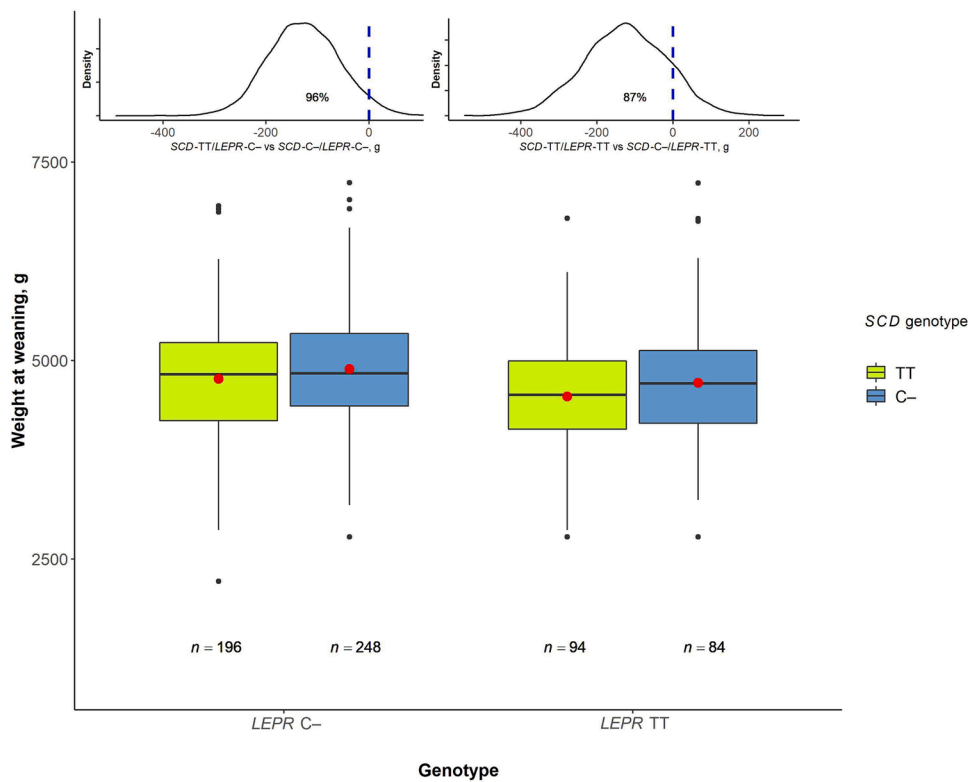 Density
96%
-400
-200
0
SCD-TT/LEPR-C– vs SCD-C–/LEPR-C–, g
Density
87%
-400
-200
0
200
SCD-TT/LEPR-TT vs SCD-C–/LEPR-TT, g
Weight at weaning, g
7500
5000
2500
n = 196
n = 248
n = 94
n = 84
LEPR C–
LEPR TT
Genotype
SCD genotype
TT
C–